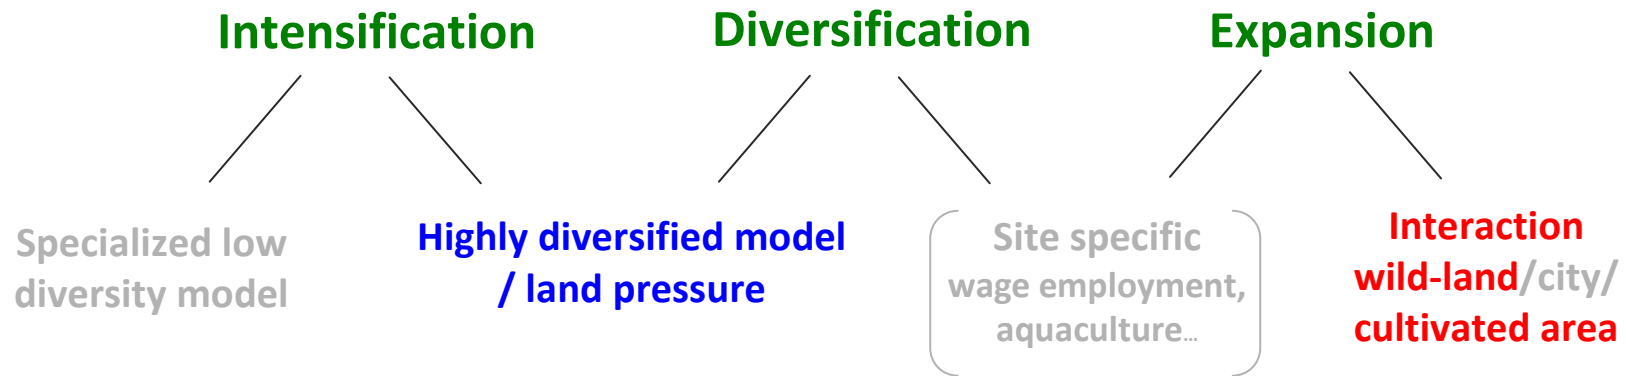 Intensification
Diversification
Expansion
Specialized low
diversity model
Highly diversified model
/ land pressure
Site specific
wage employment,
aquaculture...
Interaction
wild-land/city/
cultivated area